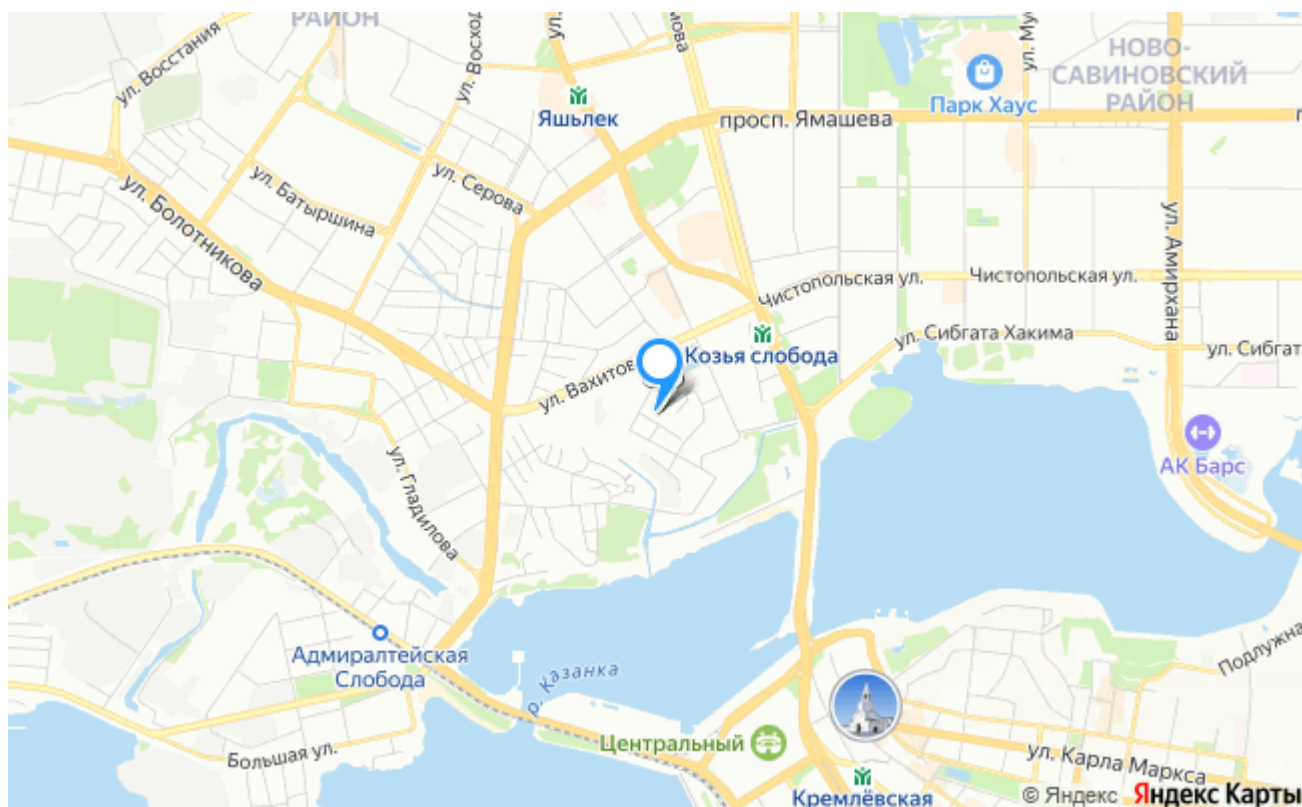 РАЙОН
ул. Восстания
ул. Восход
ул.
мова
ул. Му
НОВО-
САВИНОВСКИЙ
РАЙОН
Яшьлек
просп. Ямашева
Парк Хаус
ул. Серова
ул. Батыршина
ул. Болотникова
ул. Амирхана
Чистопольская ул.
Чистопольская ул.
ул. Сибгата Хакима
ул. Сибгат
Козья слобода
ул. Вахитов
ул. Гладилова
АК Барс
Адмиралтейская
Слобода
р. Казанка
Подлужна
Большая ул.
Центральный
ул. Карла Маркса
Кремлёвская
© Яндекс Яндекс Карты